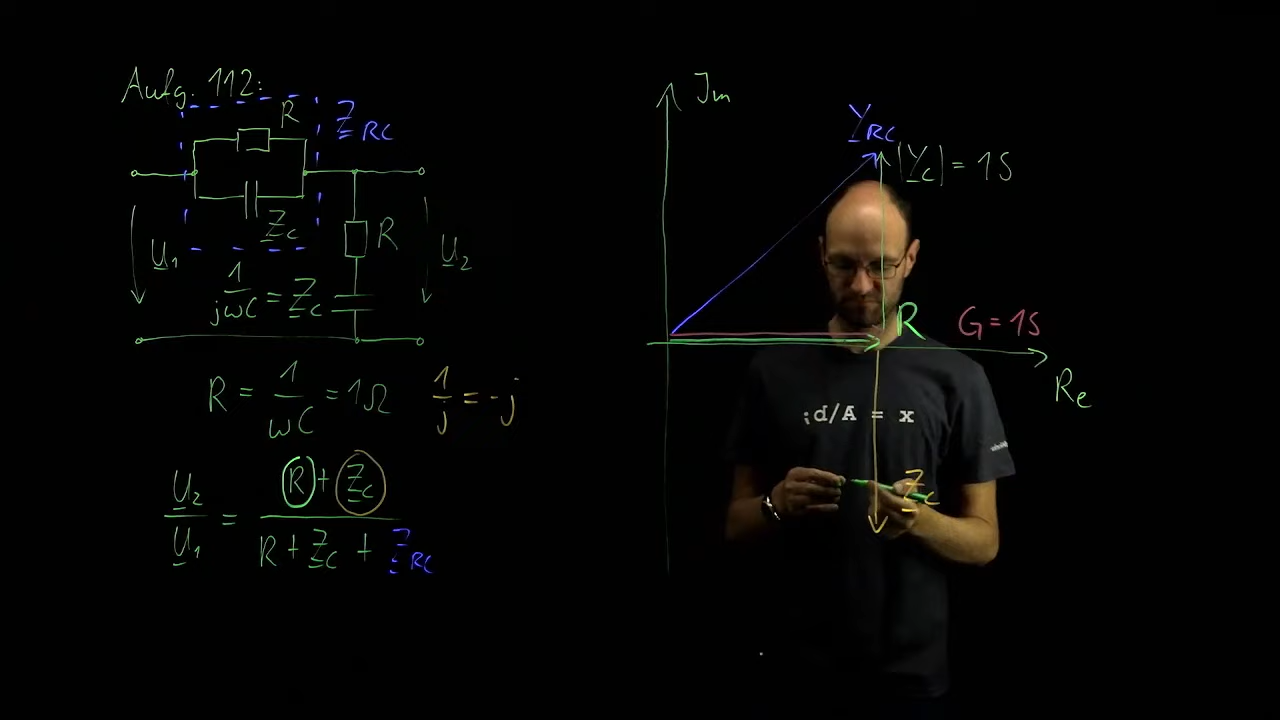 Aufg. 112:
R
Z_RC
Z_C
U_1
R
U_2
1/jωC = Z_C
R = 1/ωC = 1Ω
1/j = -j
U_2/U_1 = (R + Z_C)/(R + Z_C + Z_RC)
Im
Y_RC
|Y_C| = 1S
R
G = 1S
Re
¡d/A = x
Z_C